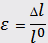 ε = Δl / l⁰